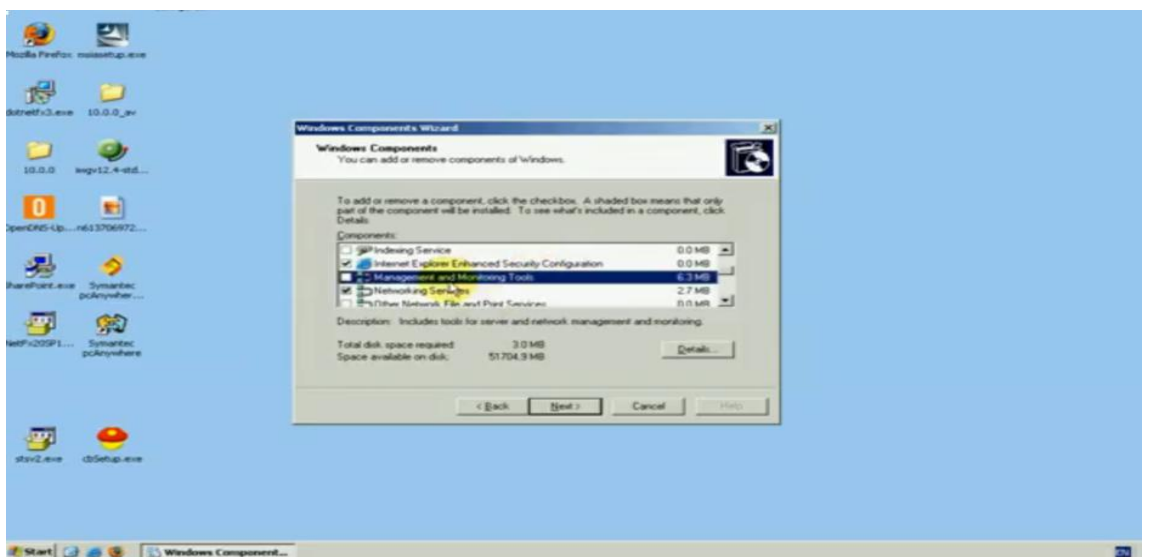 Mozilla Firefox
msiasetup.exe
dotnetfx3.exe
10.0.0_av
10.0.0
Symantec
pcAnywher...
Symantec
pcAnywhere
stsv2.exe
cbSetup.exe
Windows Components Wizard
Windows Components
You can add or remove components of Windows.
To add or remove a component, click the checkbox. A shaded box means that only
part of the component will be installed. To see what's included in a component, click
Details.
Components:
Indexing Service 0.0 MB
Internet Explorer Enhanced Security Configuration 0.0 MB
Management and Monitoring Tools 6.3 MB
Networking Services 2.7 MB
Other Network File and Print Services 0.0 MB
Description: Includes tools for server and network management and monitoring.
Total disk space required: 3.0 MB
Space available on disk: 51704.9 MB
Details...
< Back
Next >
Cancel
Help
Start
Windows Component...
EN